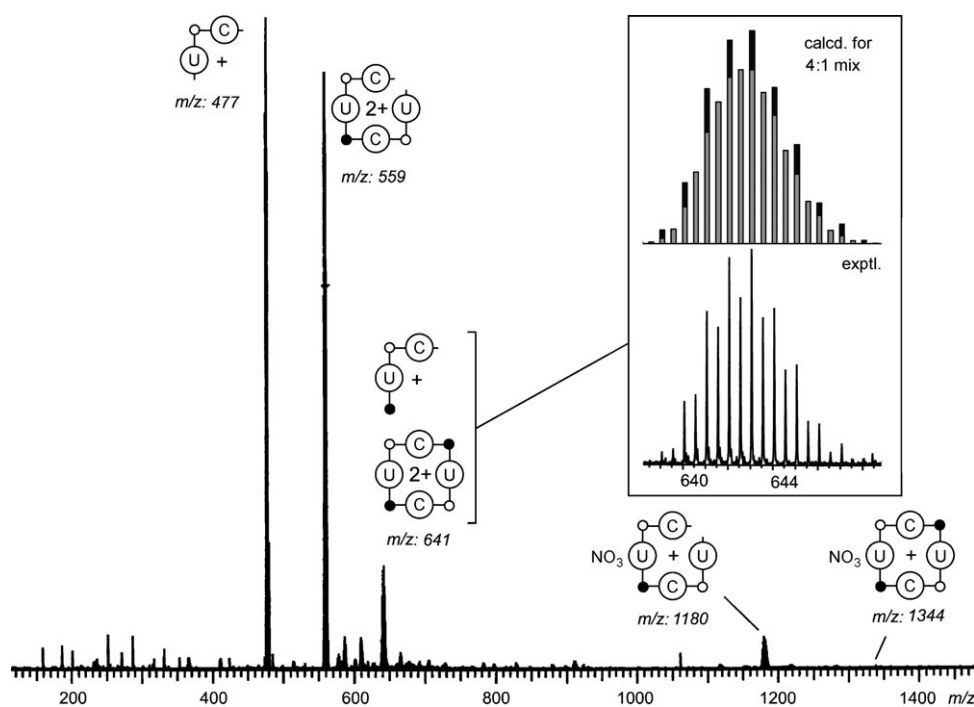 C
U +
m/z: 477
C
U 2+ U
C
m/z: 559
calcd. for
4:1 mix
exptl.
640 644
C
U +
C
U 2+ U
C
m/z: 641
C
NO3 U + U
C
m/z: 1180
C
NO3 U + U
C
m/z: 1344
200 400 600 800 1000 1200 1400 m/z